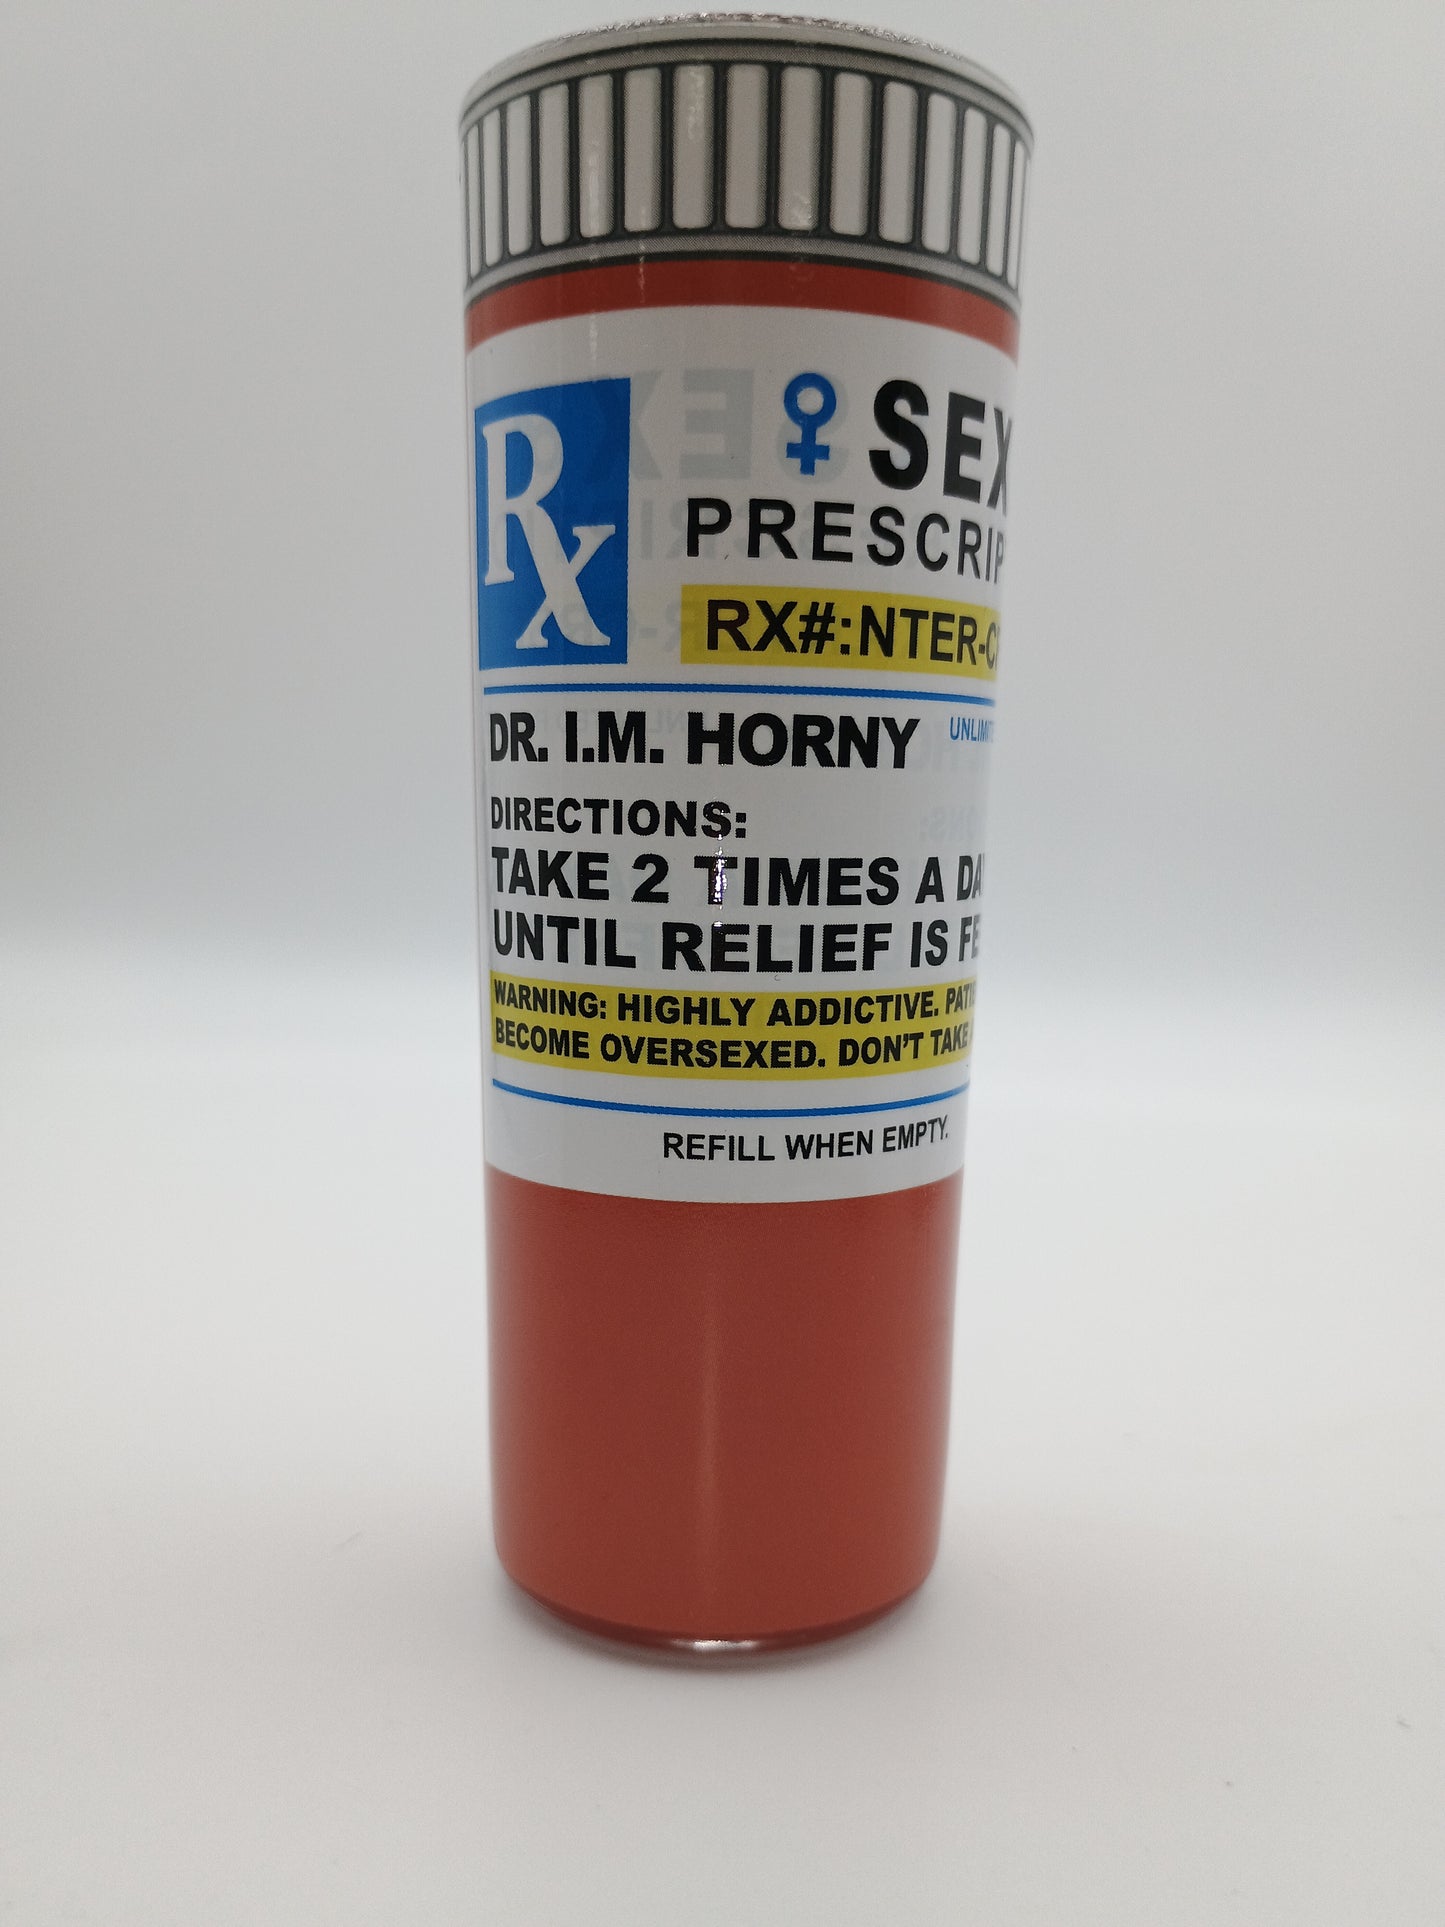 Rx
SEX
PRESCRIP
RX#:NTER-C
DR. I.M. HORNY
DIRECTIONS:
TAKE 2 TIMES A DAY
UNTIL RELIEF IS FE
WARNING: HIGHLY ADDICTIVE.
BECOME OVERSEXED. DON'T TAKE
REFILL WHEN EMPTY.